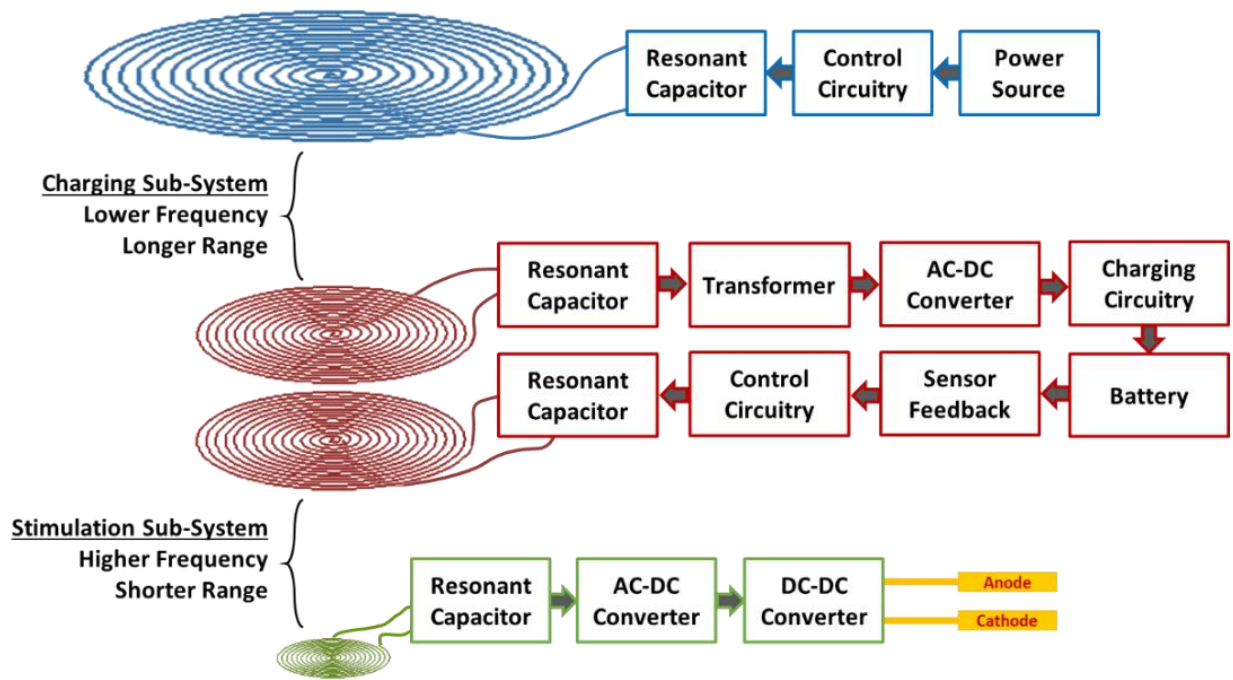 Resonant
Capacitor
Control
Circuitry
Power
Source
Charging Sub-System
Lower Frequency
Longer Range
Resonant
Capacitor
Transformer
AC-DC
Converter
Charging
Circuitry
Resonant
Capacitor
Control
Circuitry
Sensor
Feedback
Battery
Stimulation Sub-System
Higher Frequency
Shorter Range
Resonant
Capacitor
AC-DC
Converter
DC-DC
Converter
Anode
Cathode